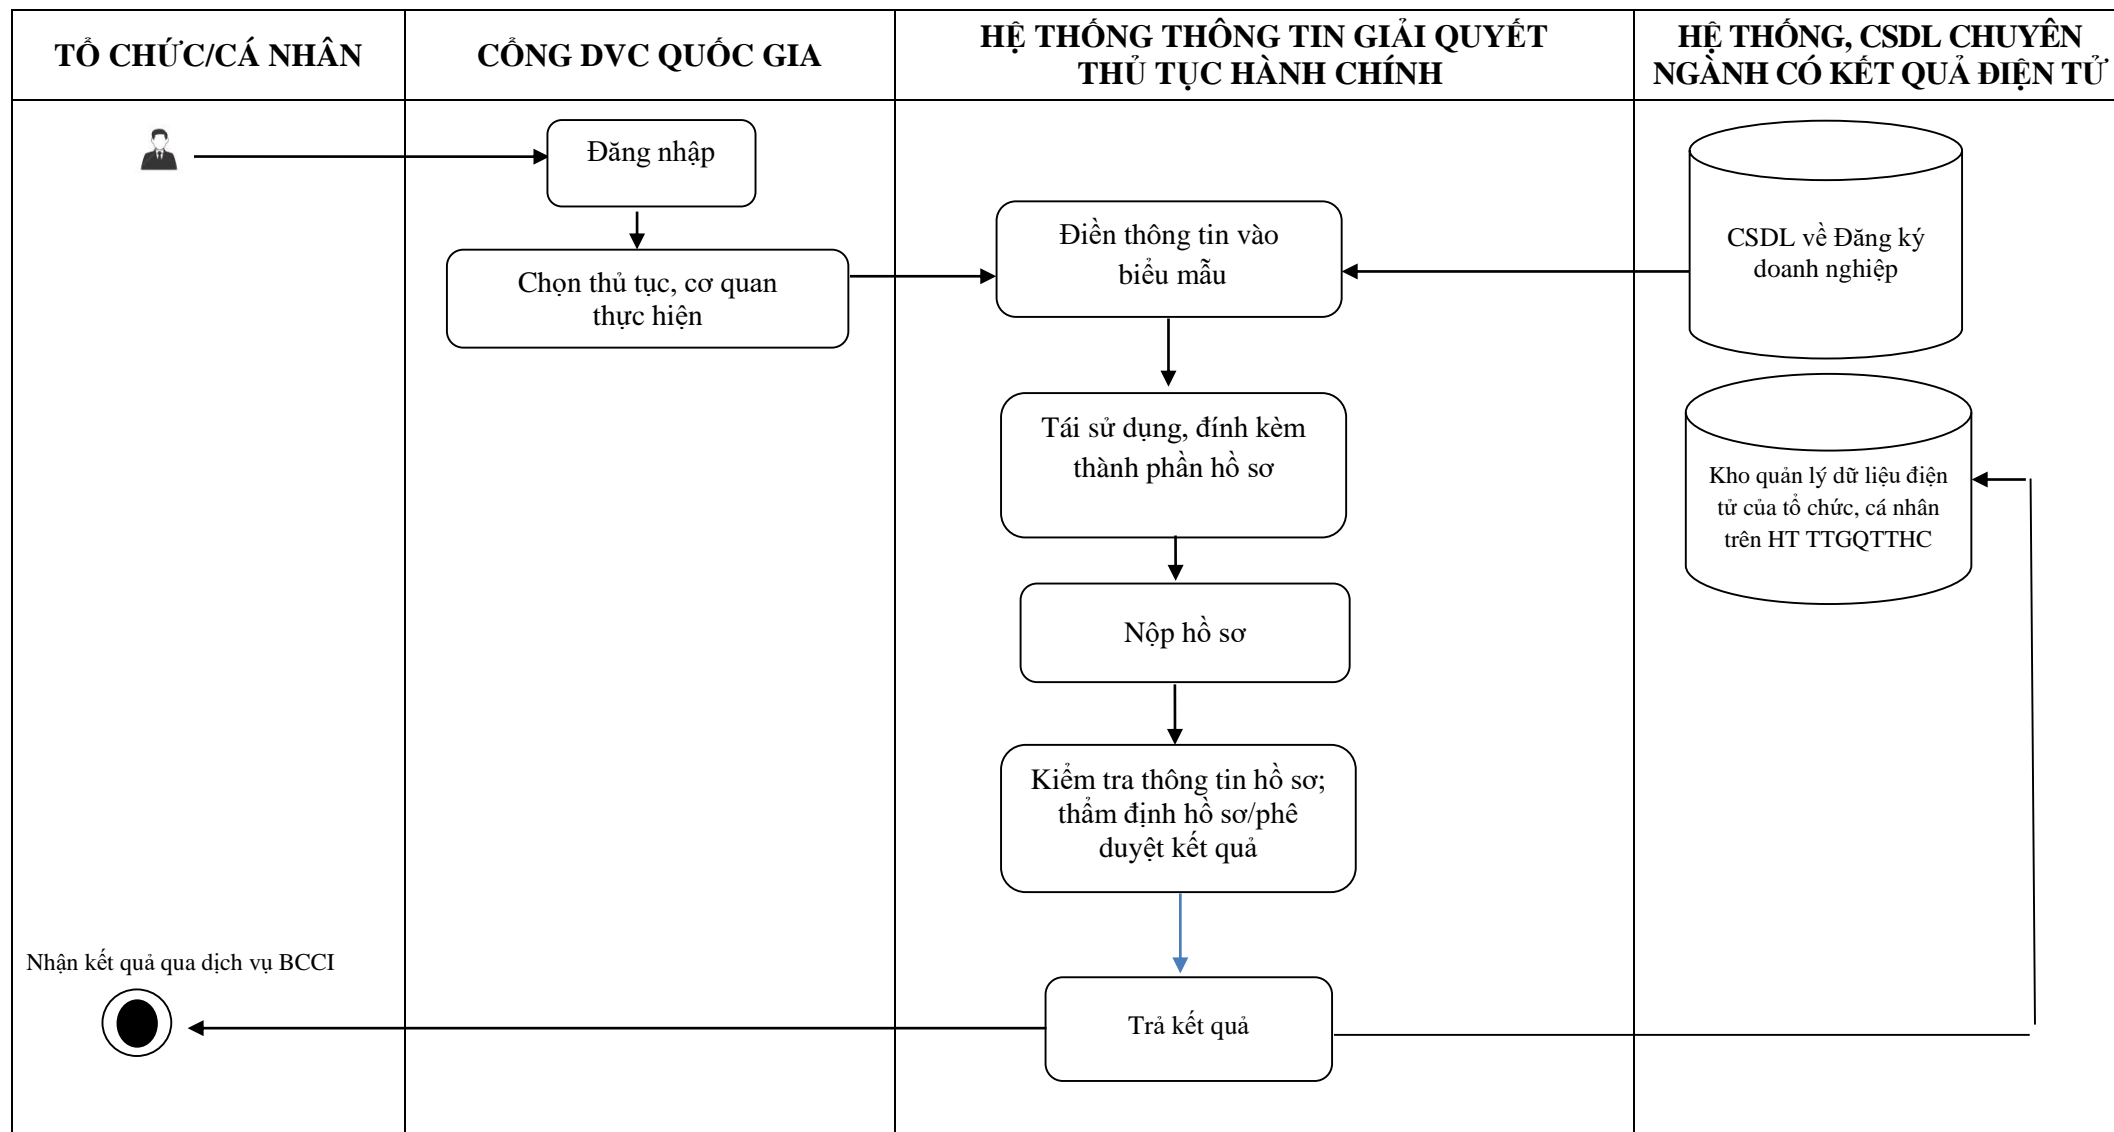 TỔ CHỨC/CÁ NHÂN
CỔNG DVC QUỐC GIA
HỆ THỐNG THÔNG TIN GIẢI QUYẾT
THỦ TỤC HÀNH CHÍNH
HỆ THỐNG, CSDL CHUYÊN
NGÀNH CÓ KẾT QUẢ ĐIỆN TỬ
Đăng nhập
Chọn thủ tục, cơ quan
thực hiện
Điền thông tin vào
biểu mẫu
CSDL về Đăng ký
doanh nghiệp
Tái sử dụng, đính kèm
thành phần hồ sơ
Kho quản lý dữ liệu điện
tử của tổ chức, cá nhân
trên HT TTGQTTHC
Nộp hồ sơ
Kiểm tra thông tin hồ sơ;
thẩm định hồ sơ/phê
duyệt kết quả
Nhận kết quả qua dịch vụ BCCI
Trả kết quả